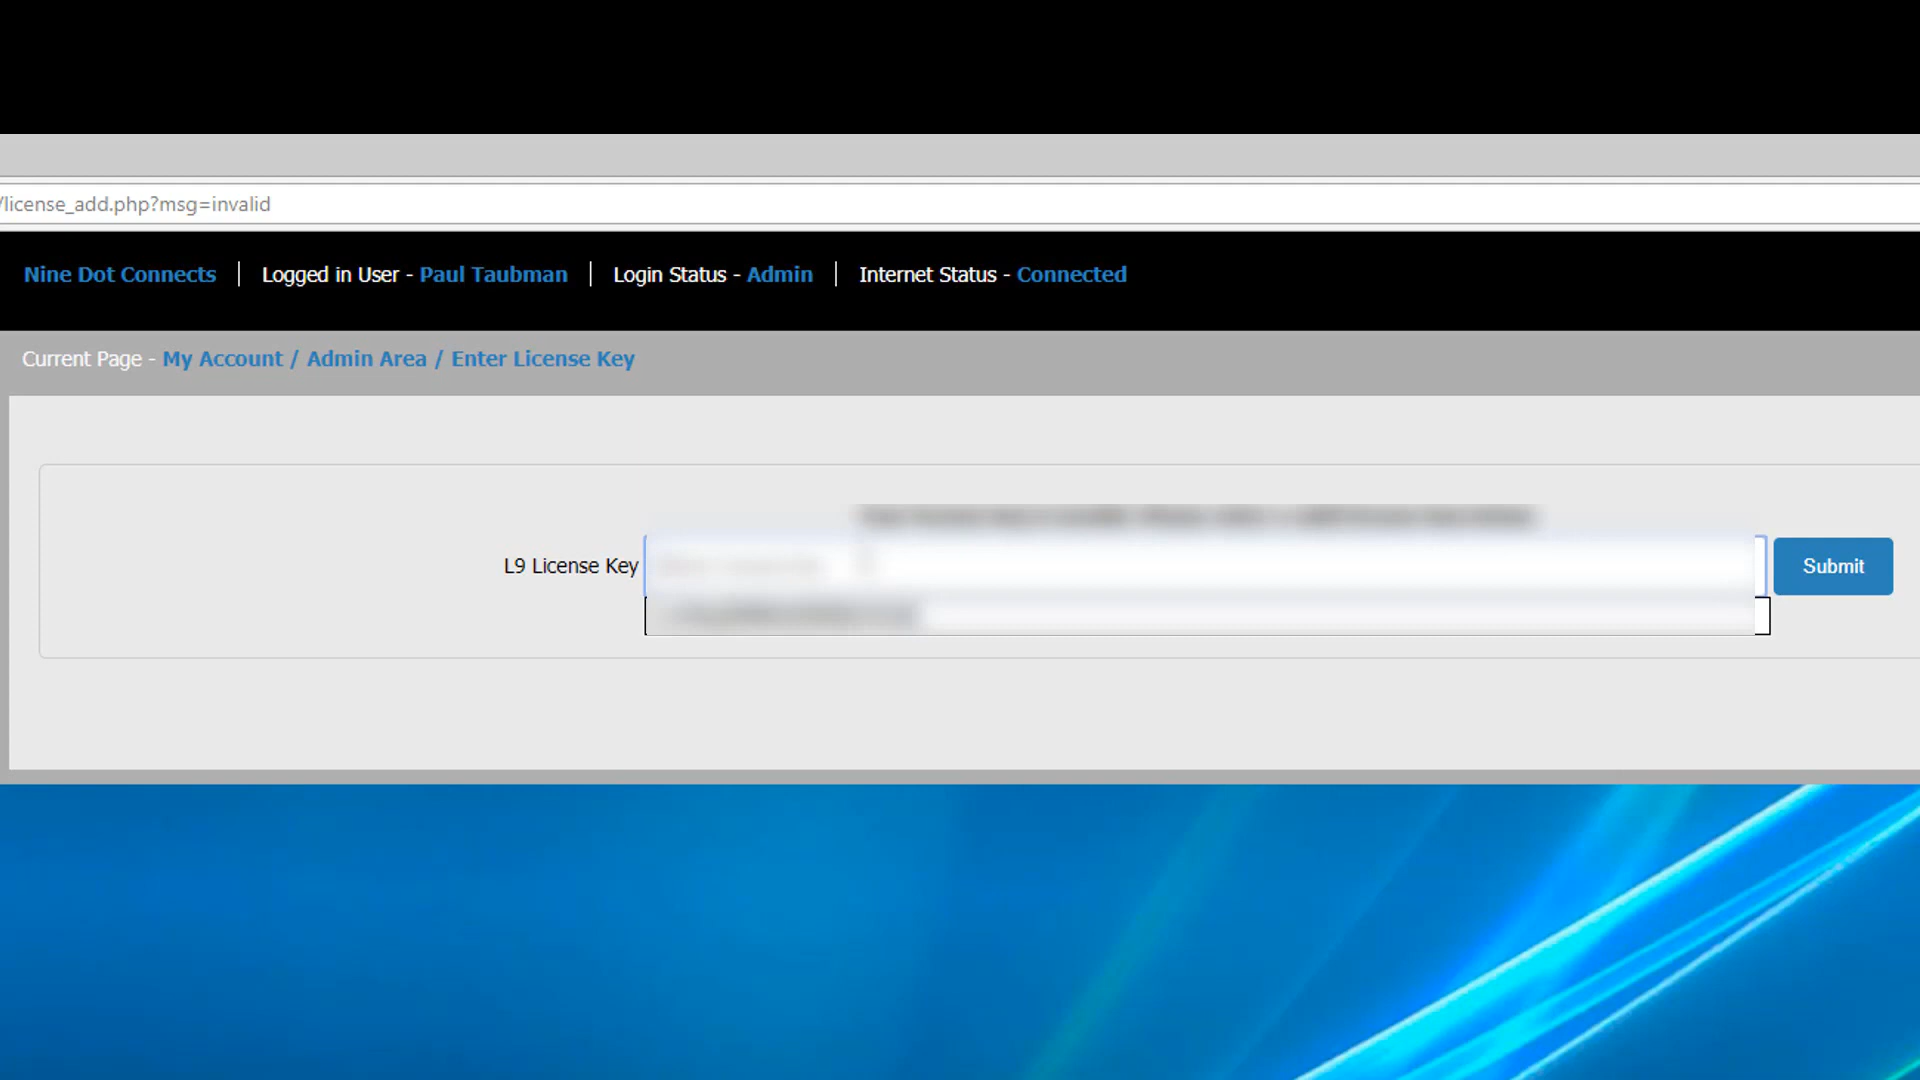 /license_add.php?msg=invalid
Nine Dot Connects | Logged in User - Paul Taubman | Login Status - Admin | Internet Status - Connected
Current Page - My Account / Admin Area / Enter License Key
L9 License Key
Submit